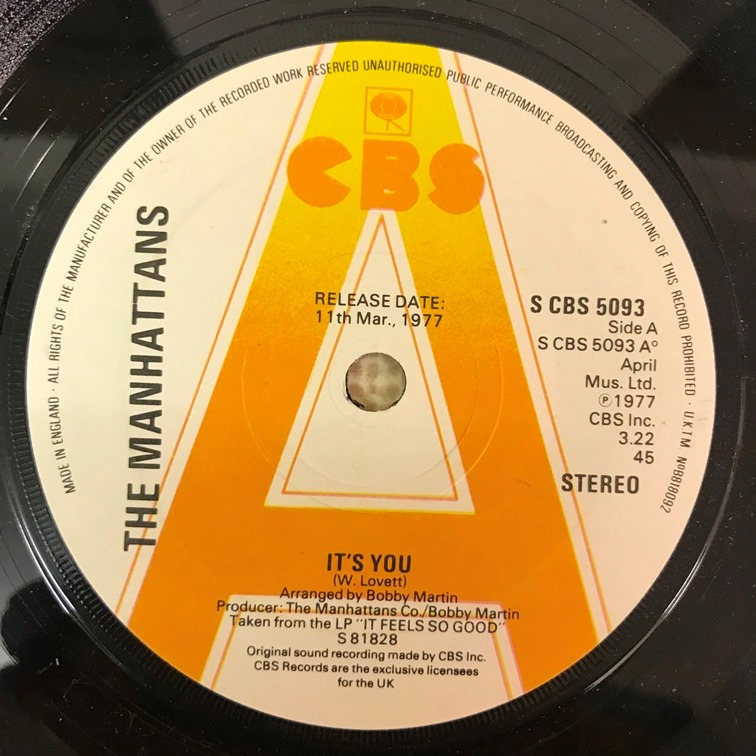 MADE IN ENGLAND · ALL RIGHTS OF THE MANUFACTURER AND OF THE OWNER OF THE RECORDED WORK RESERVED UNAUTHORISED PUBLIC PERFORMANCE BROADCASTING AND COPYING OF THIS RECORD PROHIBITED · U.K.T.M NºB818092
CBS
THE MANHATTANS
RELEASE DATE:
11th Mar., 1977
S CBS 5093
Side A
S CBS 5093 Aº
April
Mus. Ltd.
℗1977
CBS Inc.
3.22
45
STEREO
IT'S YOU
(W. Lovett)
Arranged by Bobby Martin
Producer: The Manhattans Co./Bobby Martin
Taken from the LP "IT FEELS SO GOOD"
S 81828
Original sound recording made by CBS Inc.
CBS Records are the exclusive licensees
for the UK